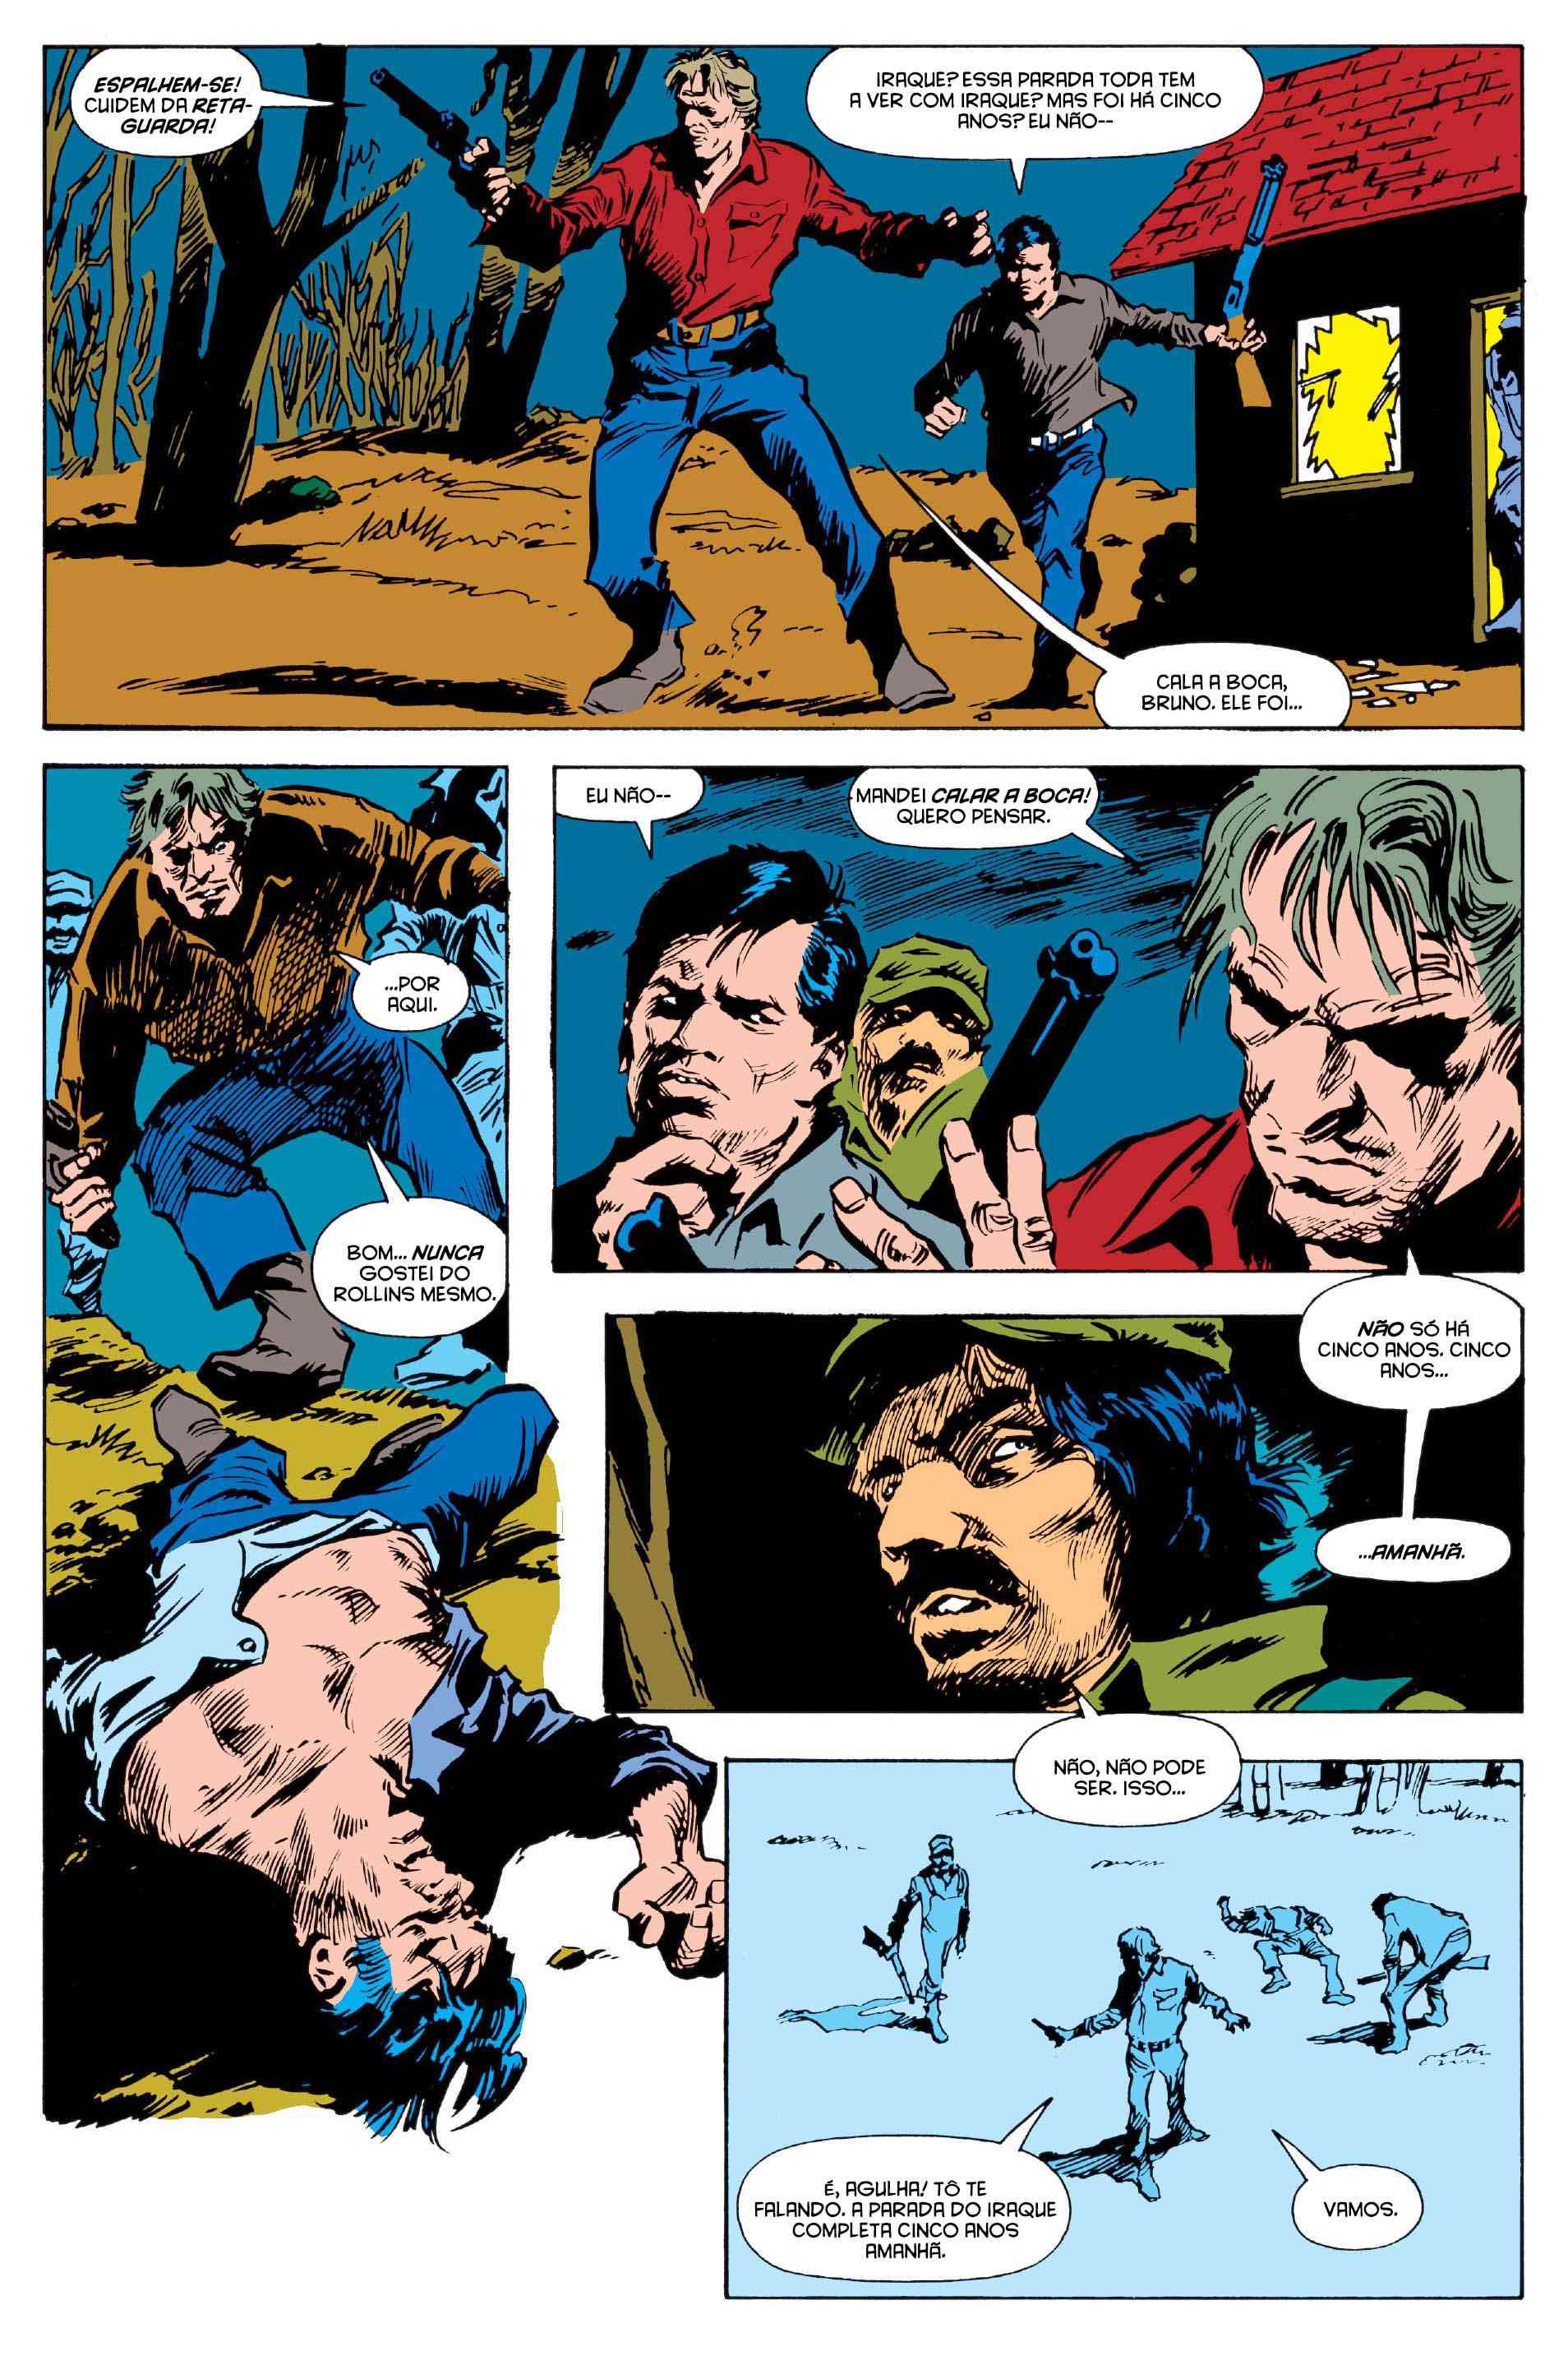 ESPALHEM-SE!
CUIDEM DA RETA-
GUARDA!
IRAQUE? ESSA PARADA TODA TEM
A VER COM IRAQUE? MAS FOI HÁ CINCO
ANOS? EU NÃO--
CALA A BOCA,
BRUNO. ELE FOI...
...POR
AQUI.
BOM... NUNCA
GOSTEI DO
ROLLINS MESMO.
EU NÃO--
MANDEI CALAR A BOCA!
QUERO PENSAR.
NÃO SÓ HÁ
CINCO ANOS. CINCO
ANOS...
...AMANHÃ.
NÃO, NÃO PODE
SER. ISSO...
É, AGULHA! TÔ TE
FALANDO. A PARADA DO IRAQUE
COMPLETA CINCO ANOS
AMANHÃ.
VAMOS.